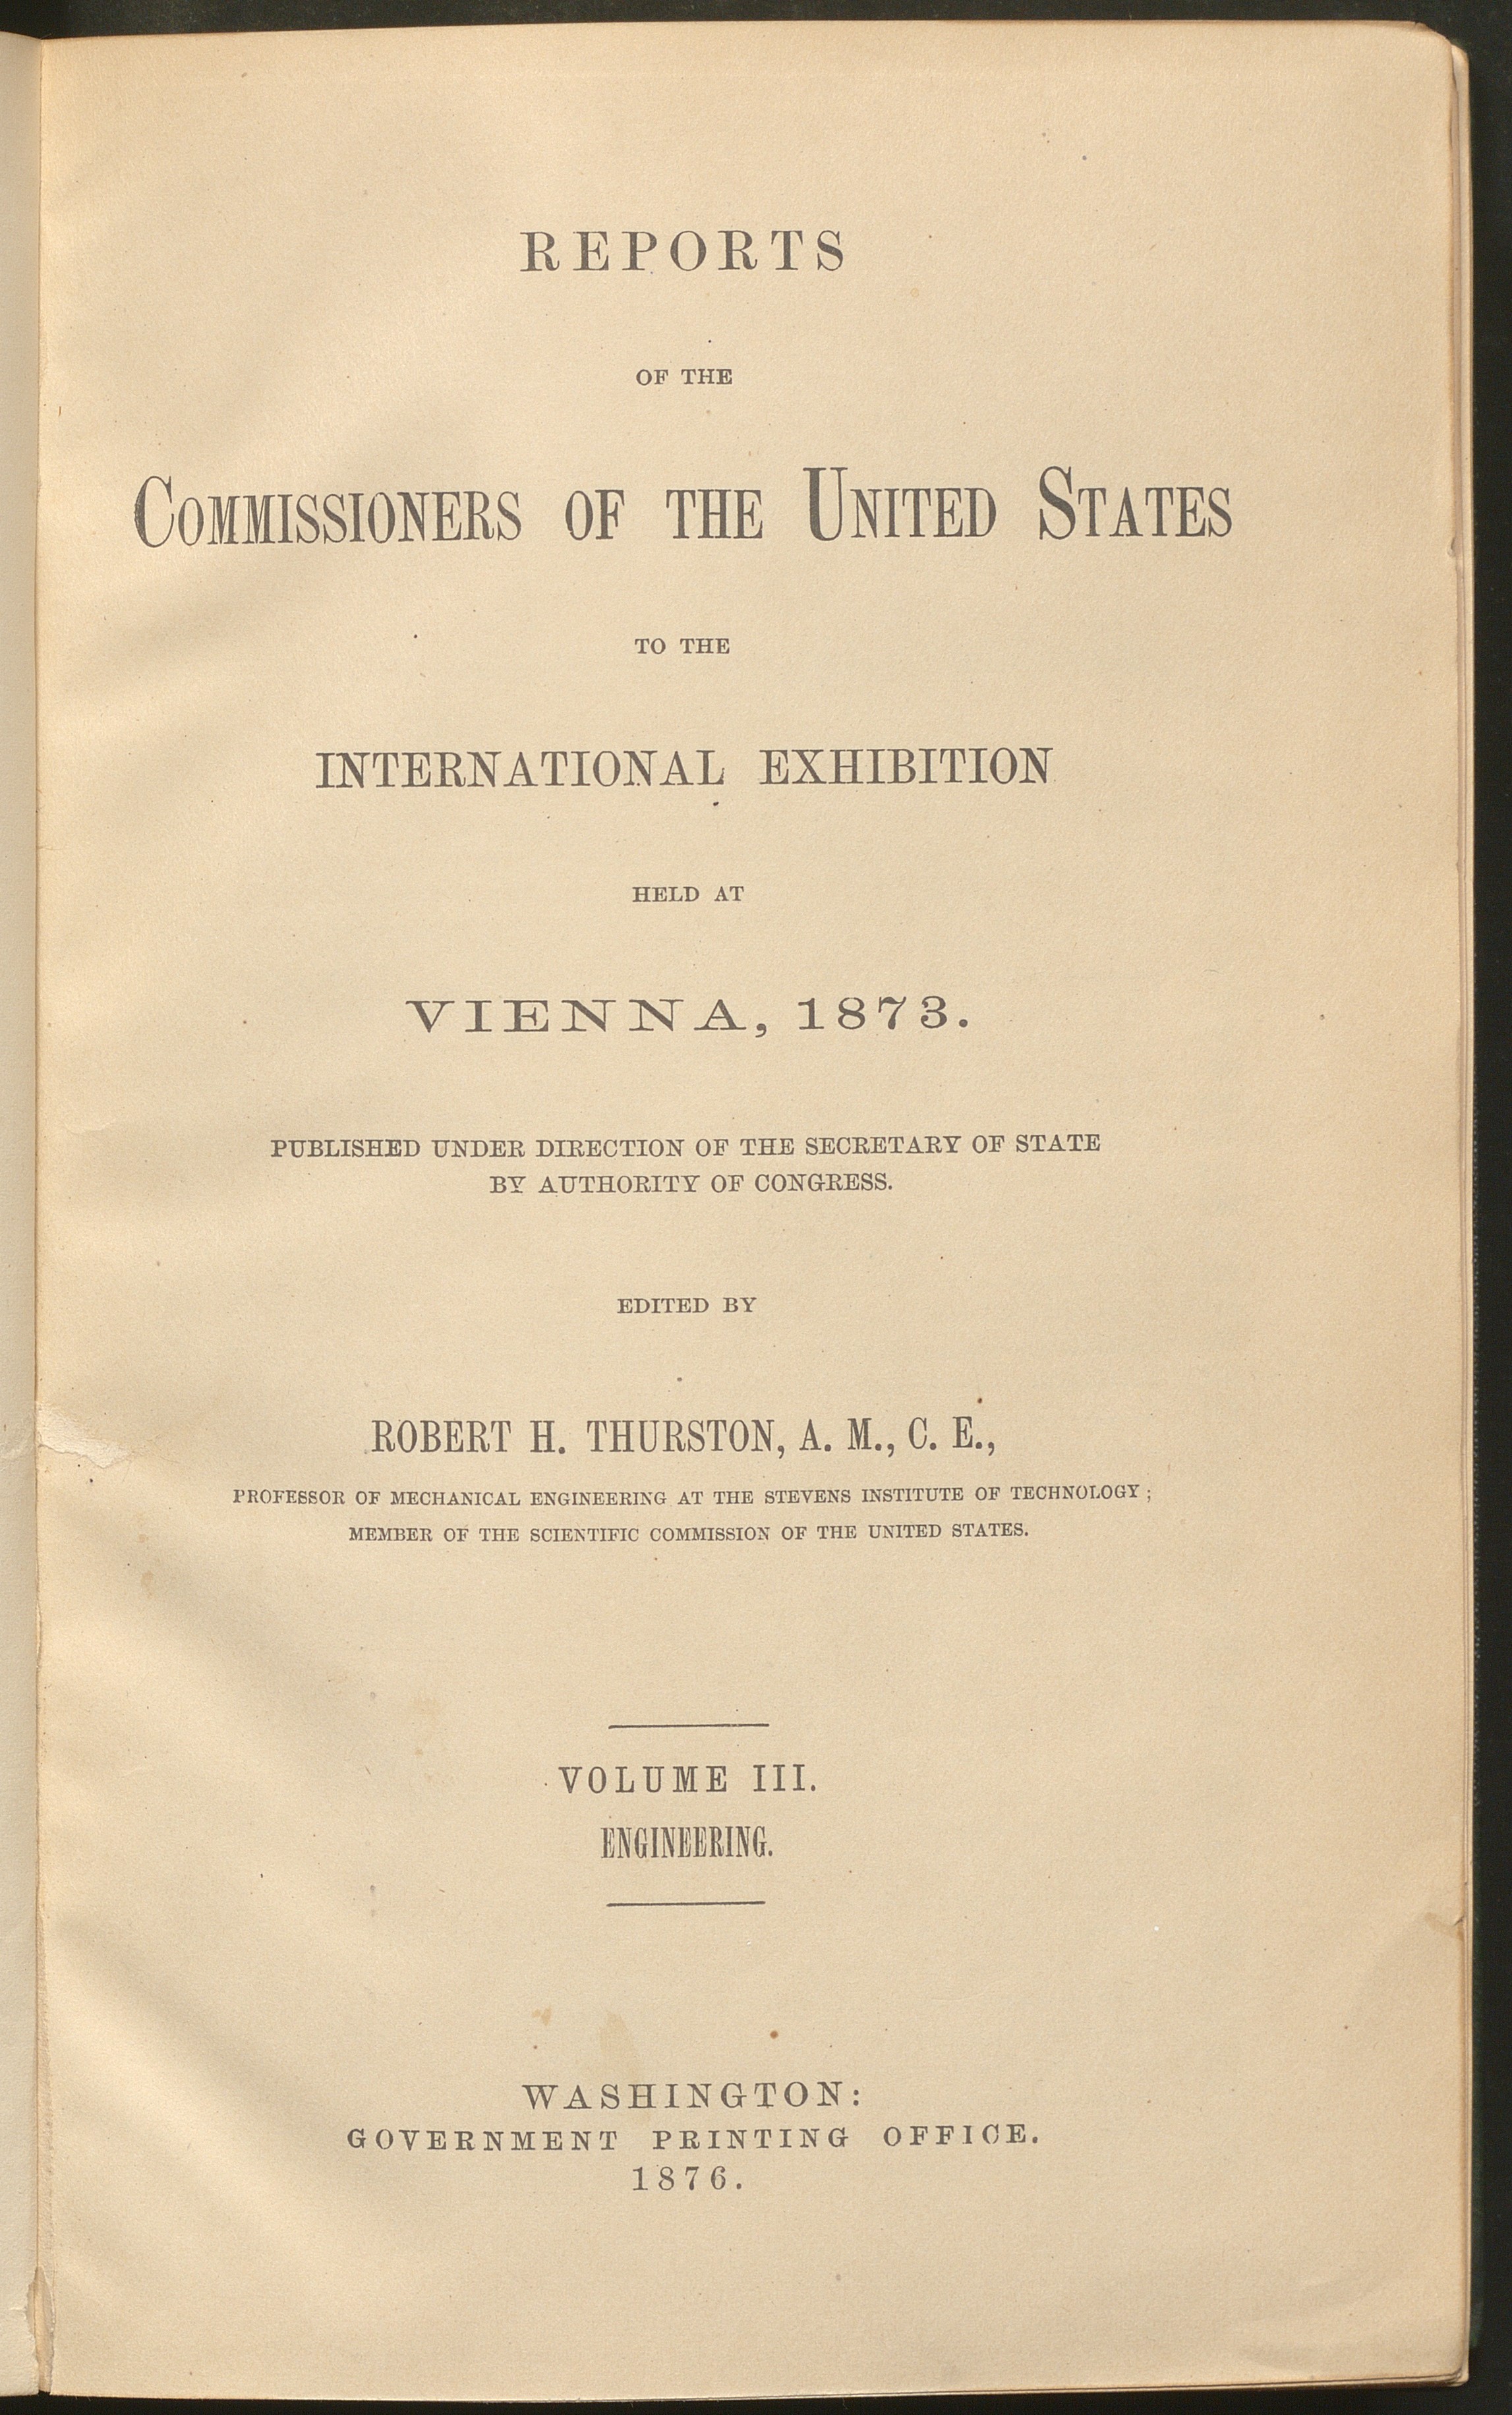 REPORTS
OF THE
COMMISSIONERS OF THE UNITED STATES
TO THE
INTERNATIONAL EXHIBITION
HELD AT
VIENNA, 1873.
PUBLISHED UNDER DIRECTION OF THE SECRETARY OF STATE
BY AUTHORITY OF CONGRESS.
EDITED BY
ROBERT H. THURSTON, A. M., C. E.,
PROFESSOR OF MECHANICAL ENGINEERING AT THE STEVENS INSTITUTE OF TECHNOLOGY;
MEMBER OF THE SCIENTIFIC COMMISSION OF THE UNITED STATES.
VOLUME III.
ENGINEERING.
WASHINGTON:
GOVERNMENT PRINTING OFFICE.
1876.